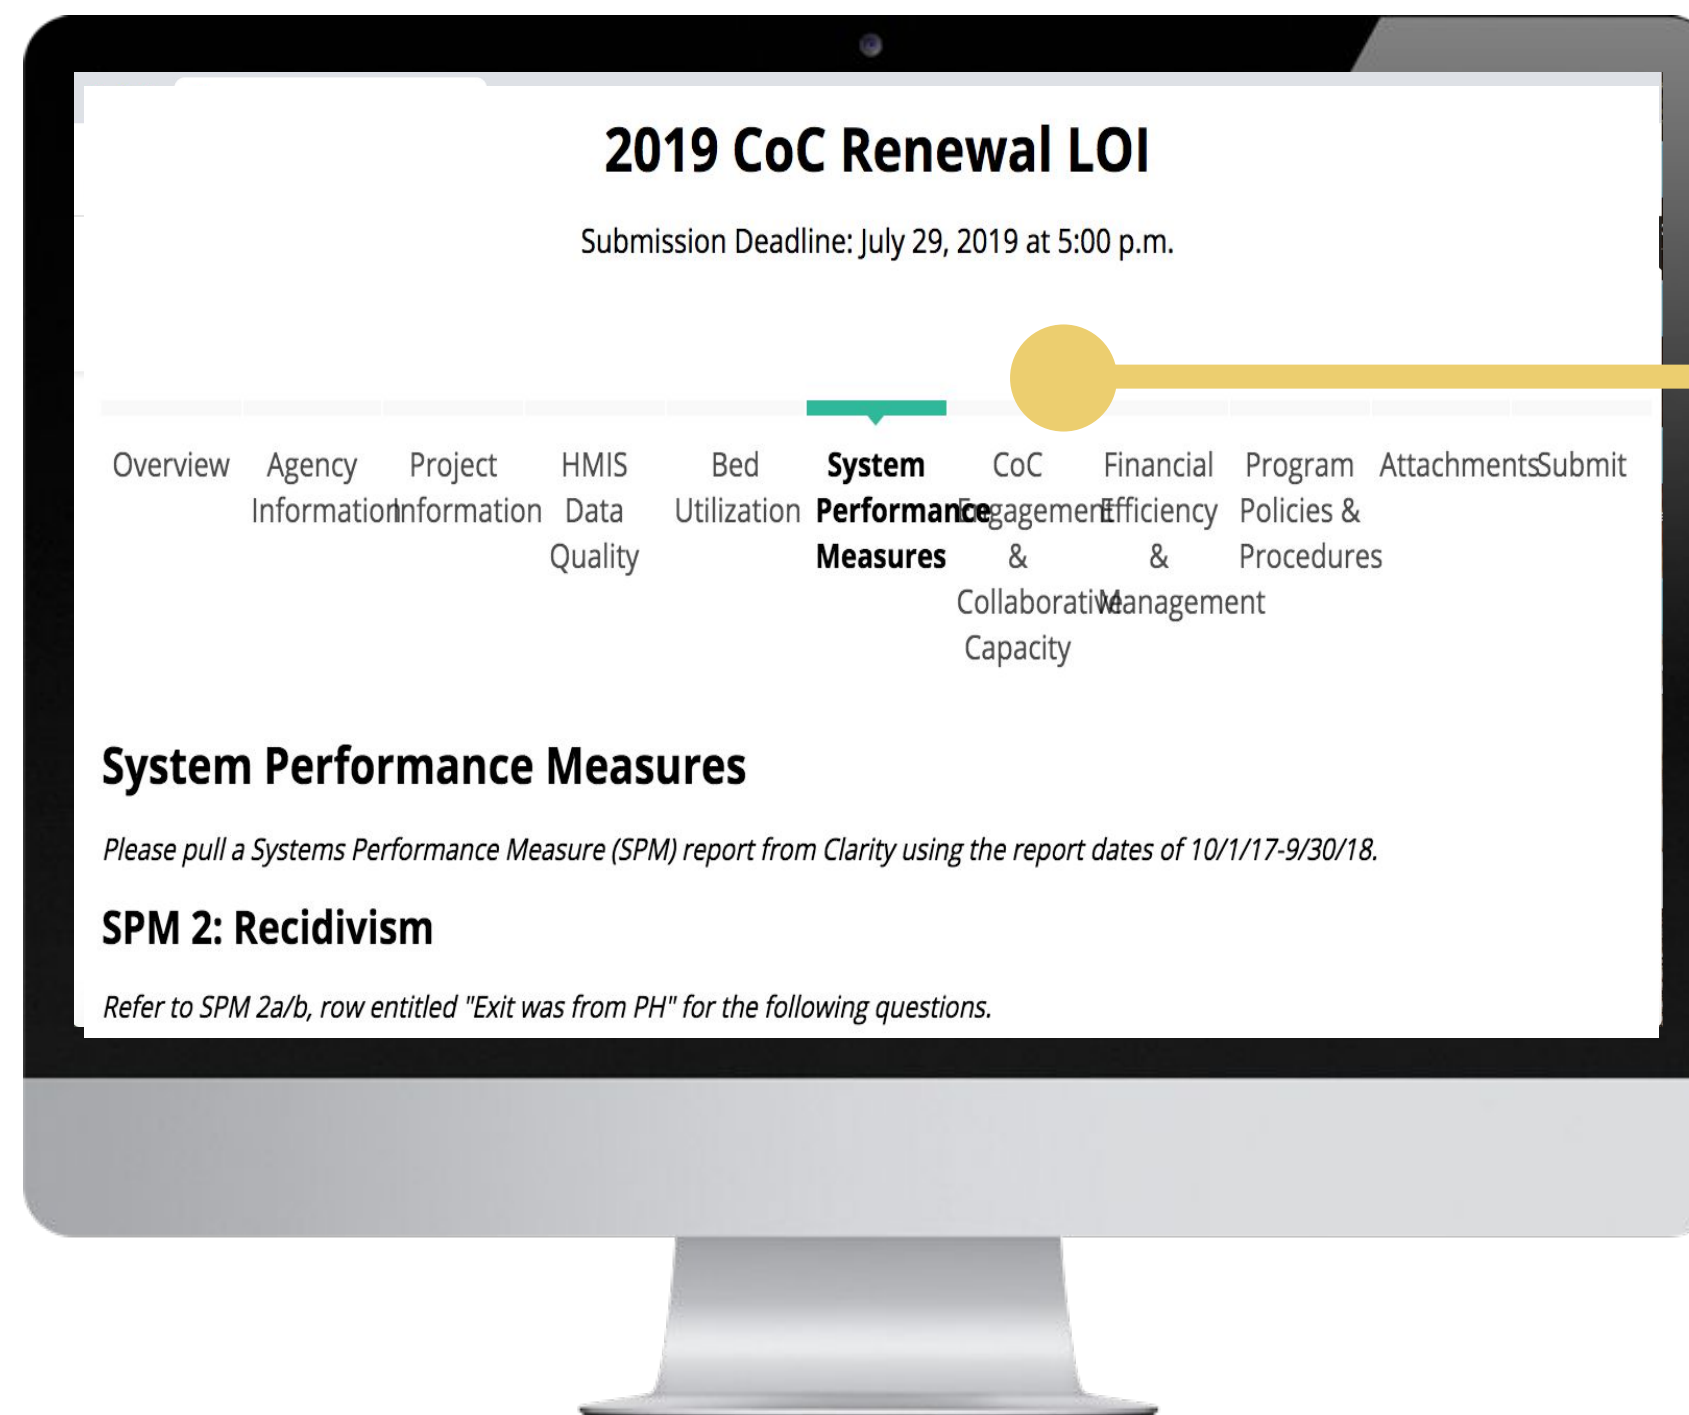 2019 CoC Renewal LOI
Submission Deadline: July 29, 2019 at 5:00 p.m.
Overview Agency Project HMIS Bed System CoC Financial Program Attachments Submit
Information Information Data Utilization Performance Engagement Efficiency Policies &
Quality Measures & & Procedures
Collaborative Management
Capacity
System Performance Measures
Please pull a Systems Performance Measure (SPM) report from Clarity using the report dates of 10/1/17-9/30/18.
SPM 2: Recidivism
Refer to SPM 2a/b, row entitled "Exit was from PH" for the following questions.